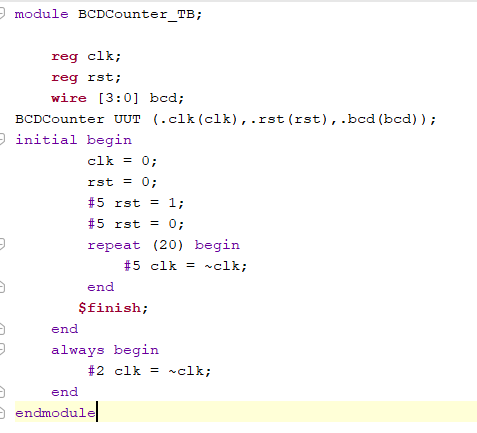 module BCDCounter_TB;
reg clk;
reg rst;
wire [3:0] bcd;
BCDCounter UUT (.clk(clk),.rst(rst),.bcd(bcd));
initial begin
clk = 0;
rst = 0;
#5 rst = 1;
#5 rst = 0;
repeat (20) begin
#5 clk = ~clk;
end
$finish;
end
always begin
#2 clk = ~clk;
end
endmodule